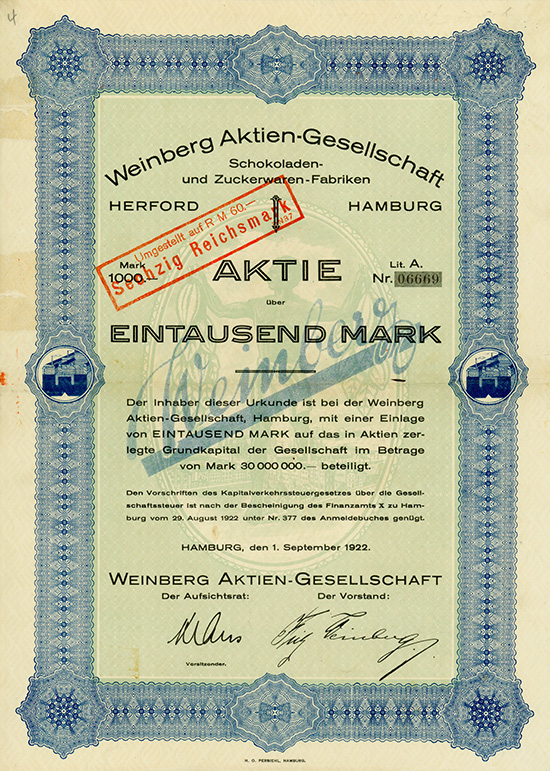 4
Weinberg Aktien-Gesellschaft
Schokoladen-
und Zuckerwaren-Fabriken
HERFORD HAMBURG
Umgestellt auf R M 60.—
Sechzig Reichsmark
Mark
1000.—
AKTIE
Lit. A.
Nr. 06669
über
EINTAUSEND MARK
Weinberg
Der Inhaber dieser Urkunde ist bei der Weinberg
Aktien-Gesellschaft, Hamburg, mit einer Einlage
von EINTAUSEND MARK auf das in Aktien zer-
legte Grundkapital der Gesellschaft im Betrage
von Mark 30 000 000.— beteiligt.
Den Vorschriften des Kapitalverkehrssteuergesetzes über die Gesell-
schaftssteuer ist nach der Bescheinigung des Finanzamts X zu Ham-
burg vom 29. August 1922 unter Nr. 377 des Anmeldebuches genügt.
HAMBURG, den 1. September 1922.
WEINBERG AKTIEN-GESELLSCHAFT
Der Aufsichtsrat: Der Vorstand:
Fritz Weinberg.
Vorsitzender.
H. O. PERSIEHL, HAMBURG.